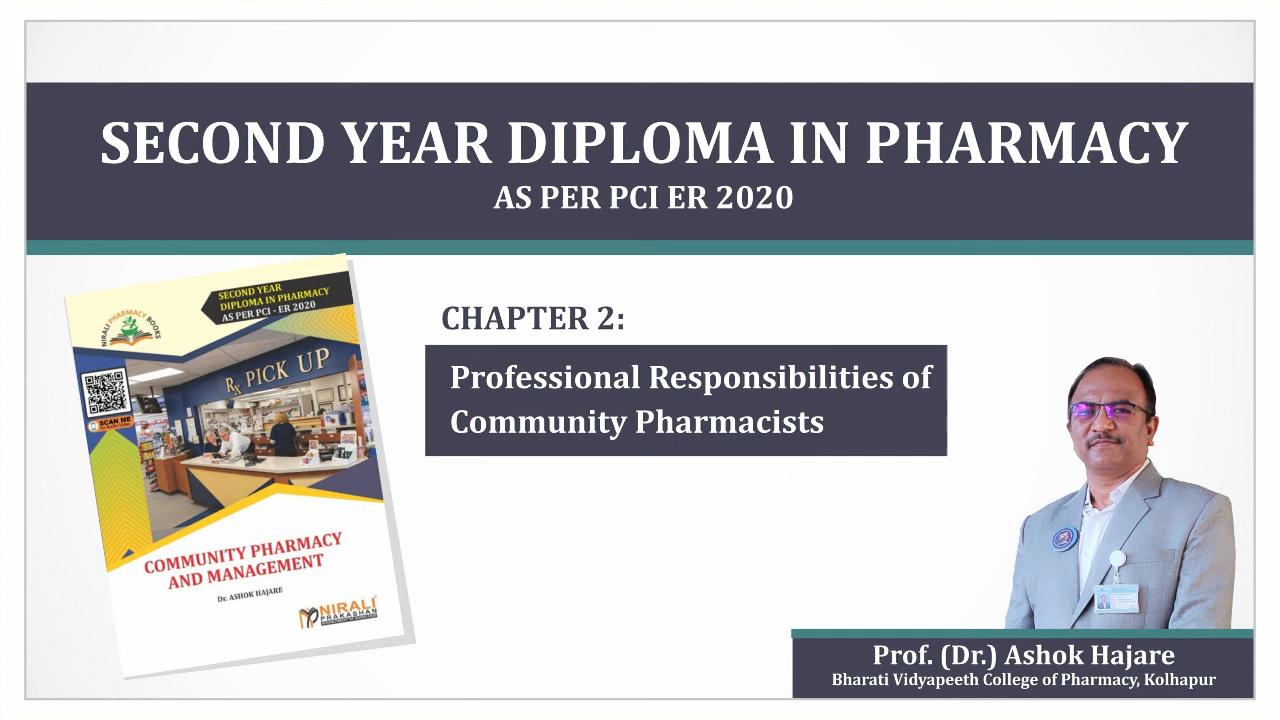 SECOND YEAR DIPLOMA IN PHARMACY
AS PER PCI ER 2020
SECOND YEAR
DIPLOMA IN PHARMACY
AS PER PCI - ER 2020
NIRALI PHARMACY BOOKS
Rx PICK UP
SCAN ME
COMMUNITY PHARMACY
AND MANAGEMENT
Dr. ASHOK HAJARE
NIRALI
PRAKASHAN
CHAPTER 2:
Professional Responsibilities of
Community Pharmacists
Prof. (Dr.) Ashok Hajare
Bharati Vidyapeeth College of Pharmacy, Kolhapur